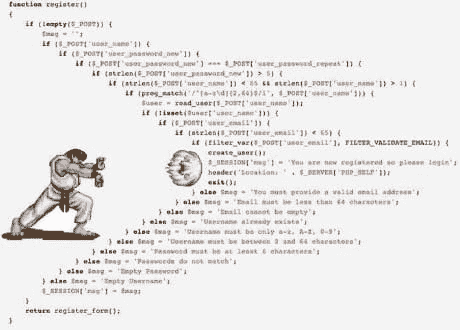 function register()
{
if (!empty($_POST)) {
$msg = '';
if ($_POST['user_name']) {
if ($_POST['user_password_new']) {
if ($_POST['user_password_new'] === $_POST['user_password_repeat']) {
if (strlen($_POST['user_password_new']) > 5) {
if (strlen($_POST['user_name']) < 65 && strlen($_POST['user_name']) > 1) {
if (preg_match('/^[a-z\d]{2,64}$/i', $_POST['user_name'])) {
$user = read_user($_POST['user_name']);
if (!isset($user['user_name'])) {
if ($_POST['user_email']) {
if (strlen($_POST['user_email']) < 65) {
if (filter_var($_POST['user_email'], FILTER_VALIDATE_EMAIL)) {
create_user();
$_SESSION['msg'] = 'You are now registered so please login';
header('Location: ' . $_SERVER['PHP_SELF']);
exit();
} else $msg = 'You must provide a valid email address';
} else $msg = 'Email must be less than 64 characters';
} else $msg = 'Email cannot be empty';
} else $msg = 'Username already exists';
} else $msg = 'Username must be only a-z, A-Z, 0-9';
} else $msg = 'Username must be between 2 and 64 characters';
} else $msg = 'Password must be at least 6 characters';
} else $msg = 'Passwords do not match';
} else $msg = 'Empty Password';
} else $msg = 'Empty Username';
$_SESSION['msg'] = $msg;
}
return register_form();
}